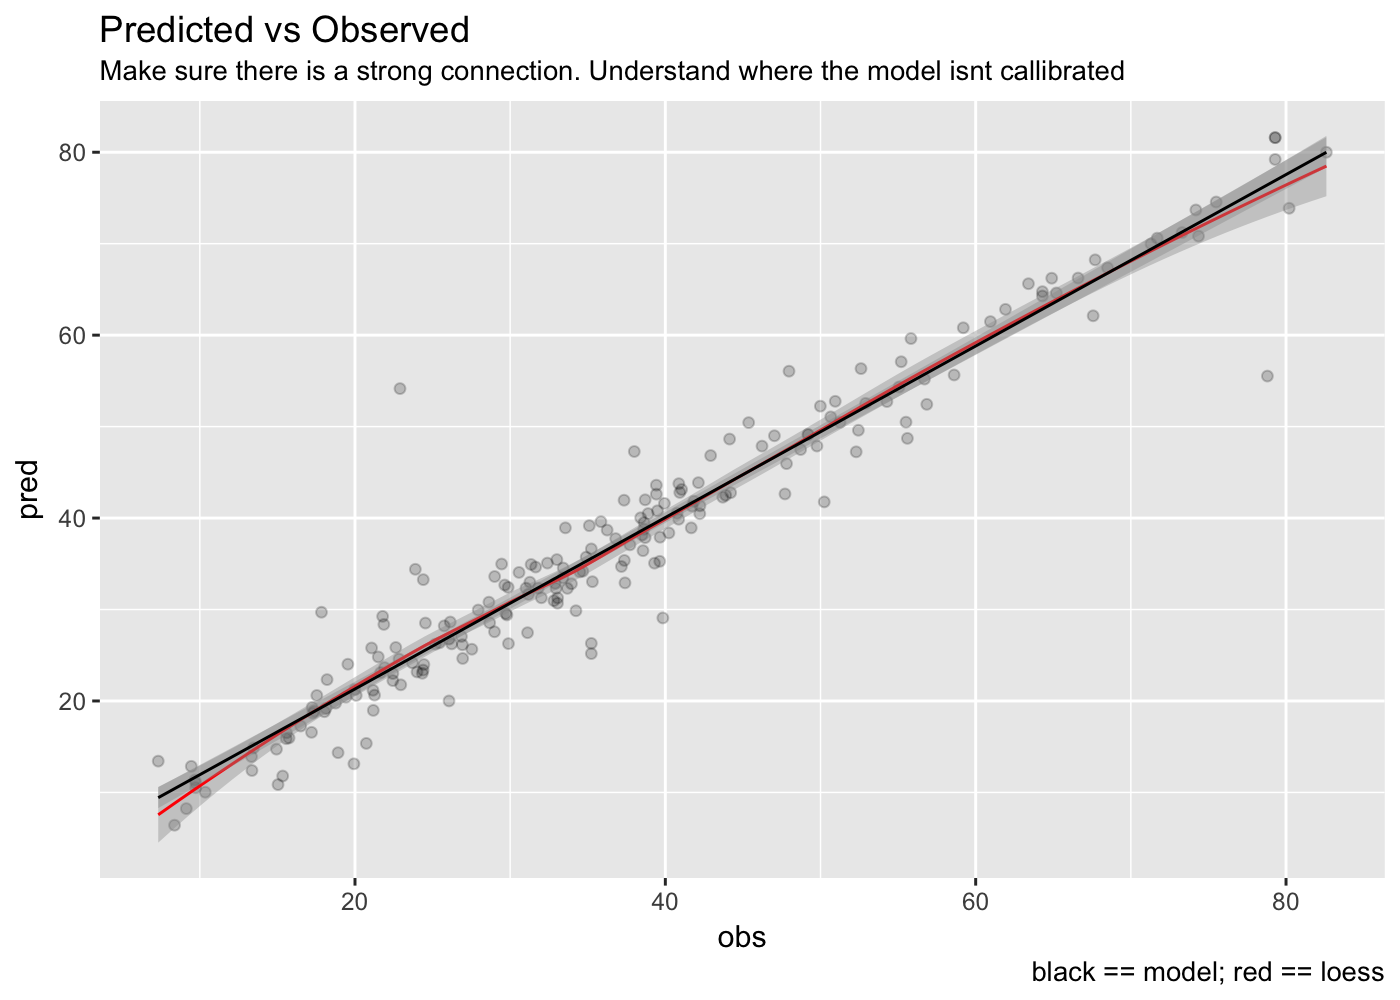 Predicted vs Observed
Make sure there is a strong connection. Understand where the model isnt callibrated
80
60
40
20
pred
20 40 60 80
obs
black == model; red == loess